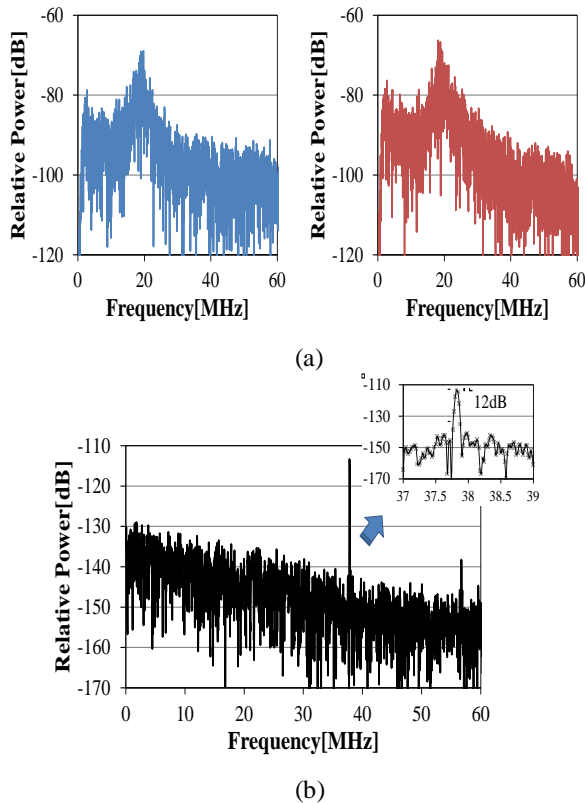 -60
-80
-100
-120
Relative Power[dB]
0 20 40 60
Frequency[MHz]
-60
-80
-100
-120
Relative Power[dB]
0 20 40 60
Frequency[MHz]
(a)
-110
-120
-130
-140
-150
-160
-170
Relative Power[dB]
0 10 20 30 40 50 60
Frequency[MHz]
-110
-130
-150
-170
12dB
37 37.5 38 38.5 39
(b)